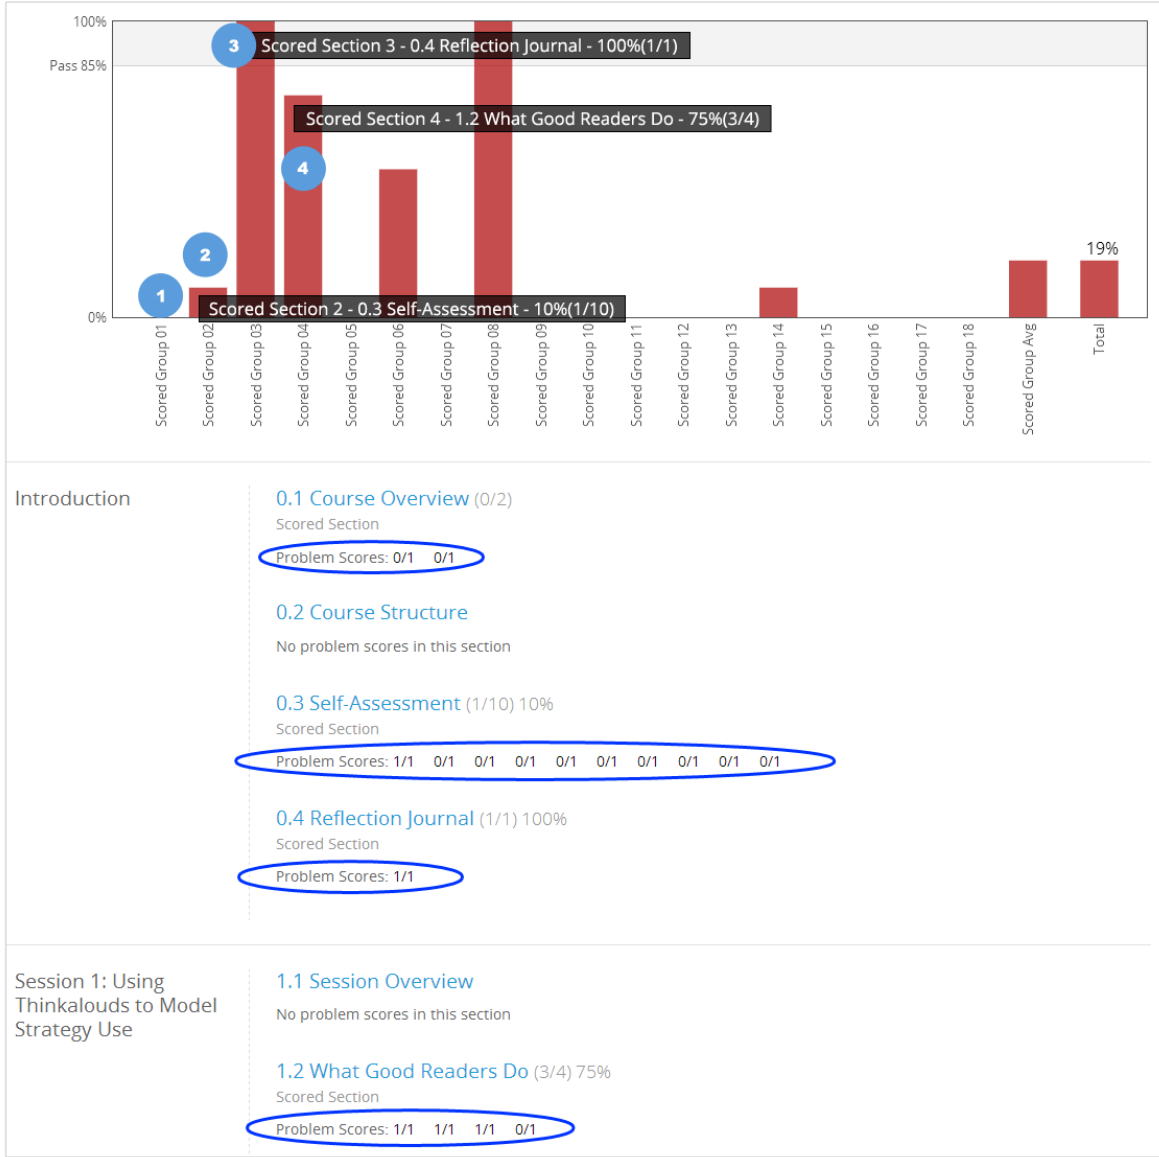 100%
3
Scored Section 3 - 0.4 Reflection Journal - 100%(1/1)
Pass 85%
Scored Section 4 - 1.2 What Good Readers Do - 75%(3/4)
4
2
19%
1
Scored Section 2 - 0.3 Self-Assessment - 10%(1/10)
0%
Scored Group 01
Scored Group 02
Scored Group 03
Scored Group 04
Scored Group 05
Scored Group 06
Scored Group 07
Scored Group 08
Scored Group 09
Scored Group 10
Scored Group 11
Scored Group 12
Scored Group 13
Scored Group 14
Scored Group 15
Scored Group 16
Scored Group 17
Scored Group 18
Scored Group Avg
Total
Introduction
0.1 Course Overview (0/2)
Scored Section
Problem Scores: 0/1 0/1
0.2 Course Structure
No problem scores in this section
0.3 Self-Assessment (1/10) 10%
Scored Section
Problem Scores: 1/1 0/1 0/1 0/1 0/1 0/1 0/1 0/1 0/1 0/1
0.4 Reflection Journal (1/1) 100%
Scored Section
Problem Scores: 1/1
Session 1: Using
Thinkalouds to Model
Strategy Use
1.1 Session Overview
No problem scores in this section
1.2 What Good Readers Do (3/4) 75%
Scored Section
Problem Scores: 1/1 1/1 1/1 0/1